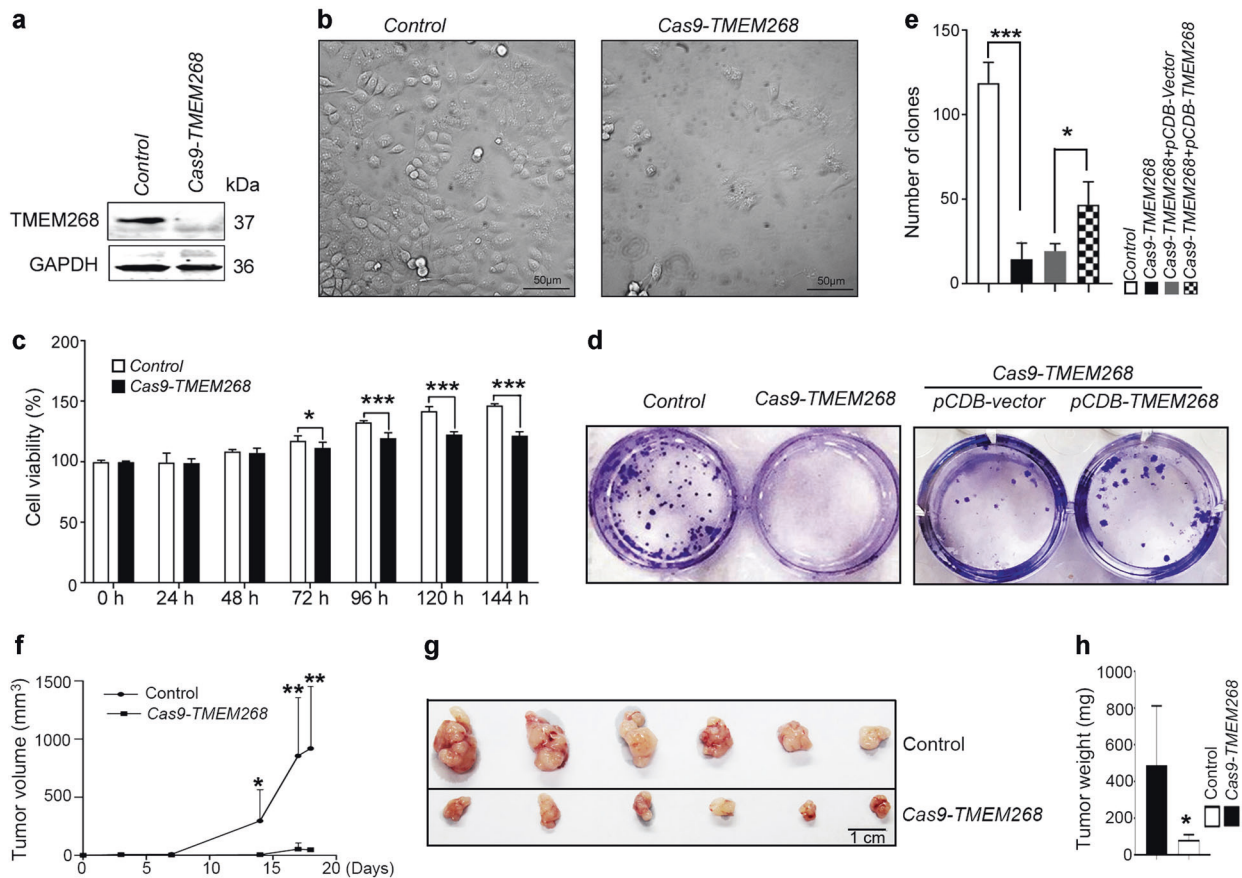 a
Control
Cas9-TMEM268
kDa
TMEM268
37
GAPDH
36
b
Control
Cas9-TMEM268
50µm
50µm
e
150
100
50
0
Number of clones
***
*
Control
Cas9-TMEM268
Cas9-TMEM268+pCDB-Vector
Cas9-TMEM268+pCDB-TMEM268
c
200
150
100
50
0
Cell viability (%)
Control
Cas9-TMEM268
*
***
***
***
0 h
24 h
48 h
72 h
96 h
120 h
144 h
d
Control
Cas9-TMEM268
Cas9-TMEM268
pCDB-vector
pCDB-TMEM268
f
1500
1000
500
0
Tumor volume (mm³)
Control
Cas9-TMEM268
*
**
**
0
5
10
15
20
(Days)
g
Control
Cas9-TMEM268
1 cm
h
1000
800
600
400
200
0
Tumor weight (mg)
*
Control
Cas9-TMEM268